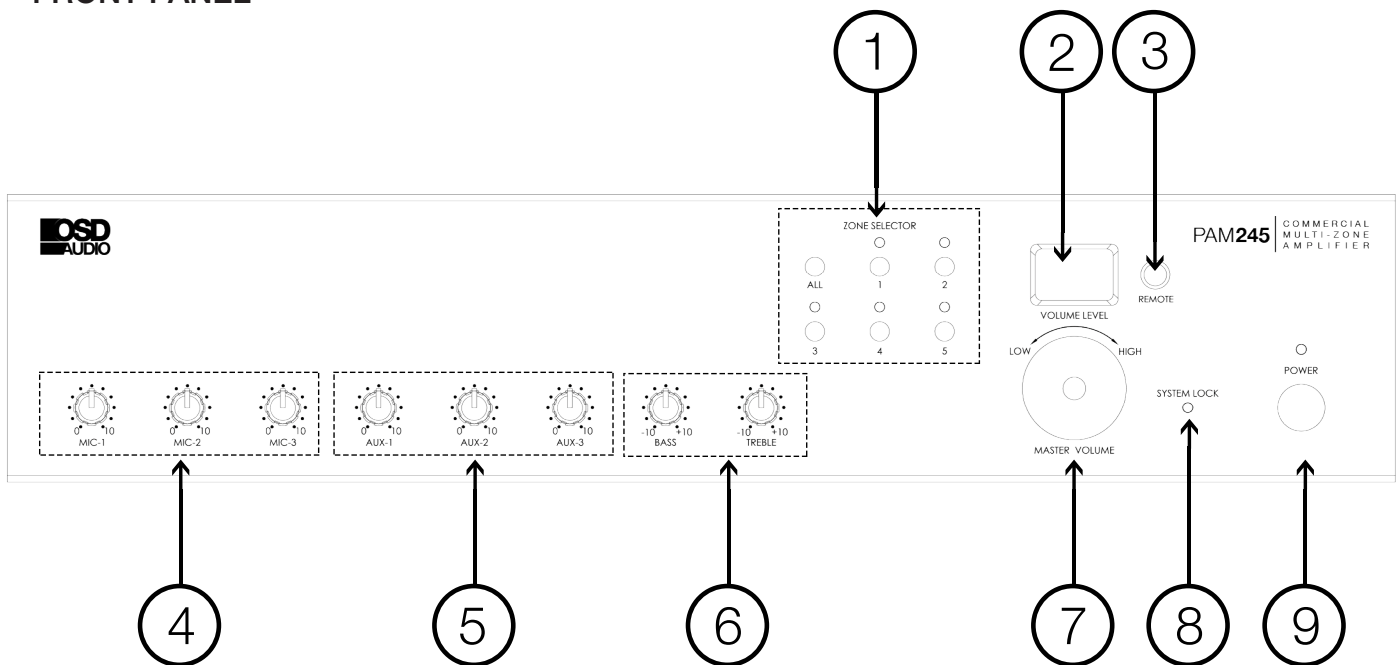 FRONT PANEL
1 2 3
OSD
AUDIO
ZONE SELECTOR
ALL 1 2
3 4 5
VOLUME LEVEL
REMOTE
LOW HIGH
MASTER VOLUME
PAM245
COMMERCIAL
MULTI-ZONE
AMPLIFIER
SYSTEM LOCK
POWER
0 10 0 10 0 10 0 10 0 10 0 10 -10 +10 -10 +10
MIC-1 MIC-2 MIC-3 AUX-1 AUX-2 AUX-3 BASS TREBLE
4 5 6 7 8 9